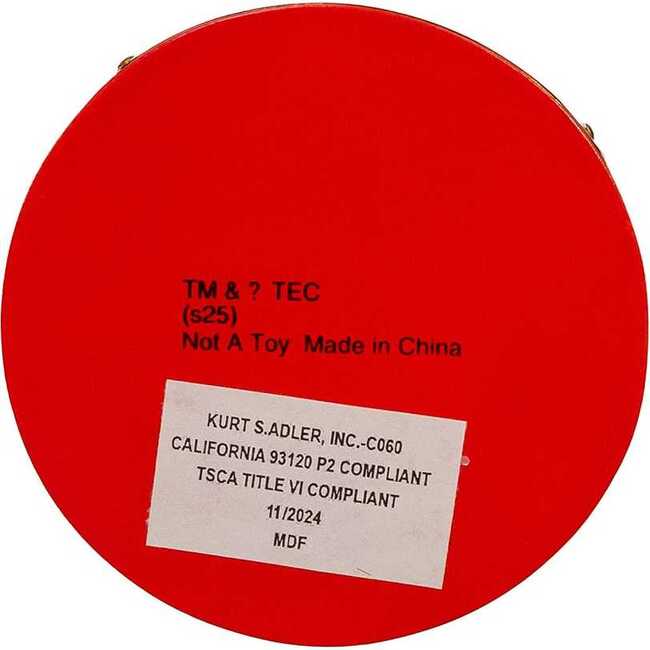 TM & ? TEC
(s25)
Not A Toy Made in China
KURT S.ADLER, INC.-C060
CALIFORNIA 93120 P2 COMPLIANT
TSCA TITLE VI COMPLIANT
11/2024
MDF